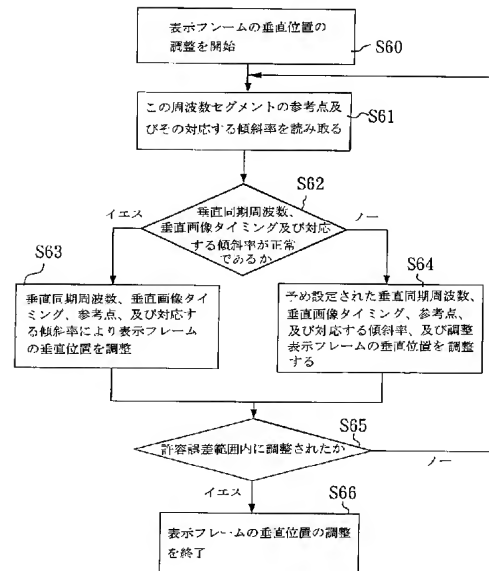 表示フレームの垂直位置の
調整を開始
S60
この周波数セグメントの参考点及
びその対応する傾斜率を読み取る
S61
S62
垂直同期周波数、
垂直画像タイミング及び対応
する傾斜率が正常
であるか
イエス
ノー
S63
垂直同期周波数、垂直画像タイ
ミング、参考点、及び対応す
る傾斜率により表示フレーム
の垂直位置を調整
S64
予め設定された垂直同期周波数、
垂直画像タイミング、参考点、
及び対応する傾斜率、及び調整
表示フレームの垂直位置を調整
する
S65
許容誤差範囲内に調整されたか
ノー
イエス
S66
表示フレームの垂直位置の調整
を終了